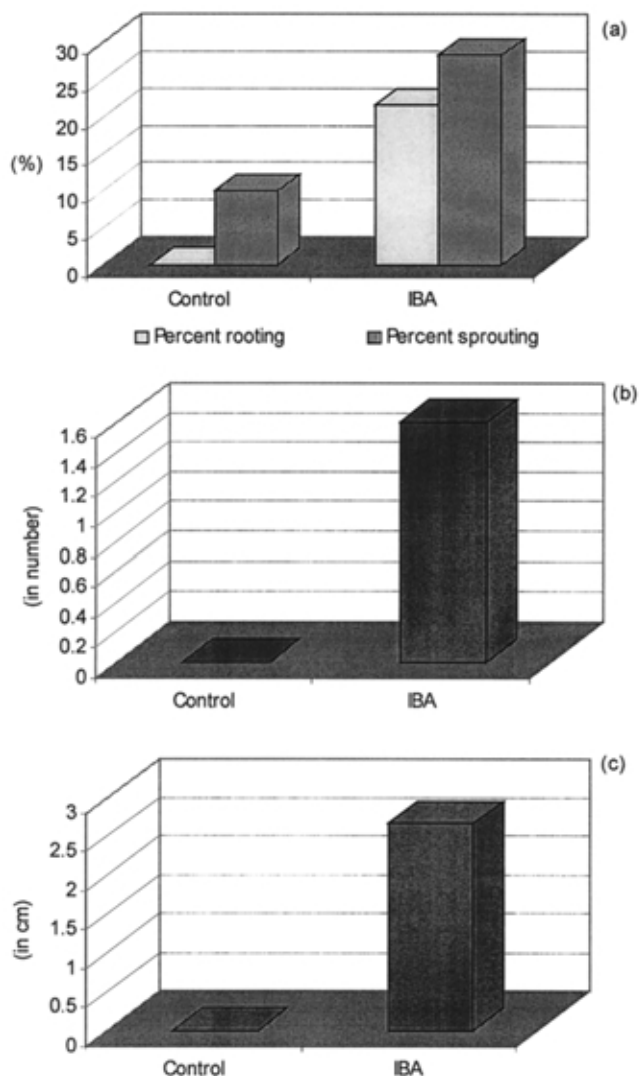 (a)
30
25
20
15
10
5
0
(%)
Control IBA
Percent rooting Percent sprouting
(b)
1.6
1.4
1.2
1
0.8
0.6
0.4
0.2
0
(in number)
Control IBA
(c)
3
2.5
2
1.5
1
0.5
0
(in cm)
Control IBA